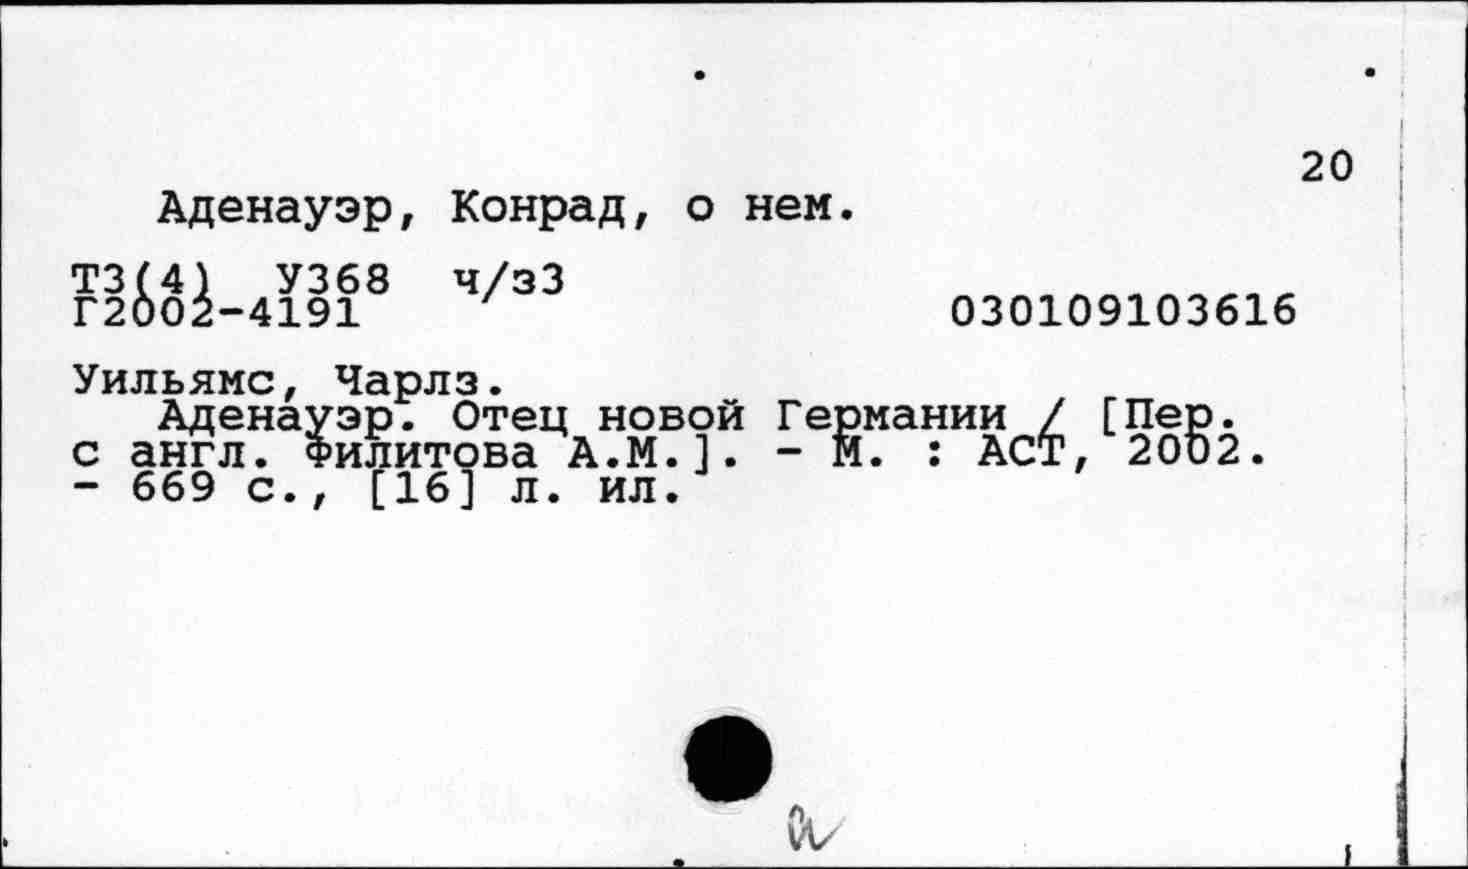 20
Аденауэр, Конрад, о нем.
Т3(4) У368 ч/з3
Г2002-4191 030109103616
Уильямс, Чарлз.
Аденауэр. Отец новой Германии / [Пер.
с англ. Филитова А.М.]. - М. : АСТ, 2002.
- 669 с., [16] л. ил.